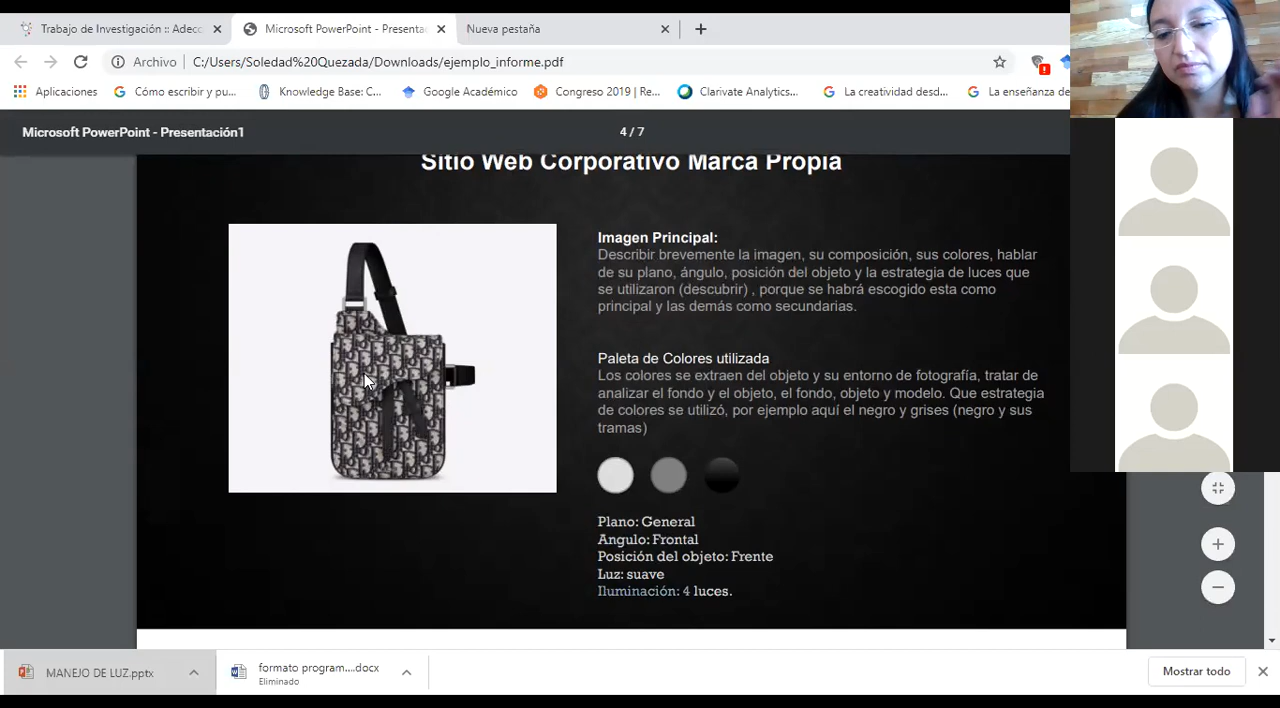 Trabajo de Investigación :: Adecc
Microsoft PowerPoint - Presenta
Nueva pestaña
Archivo
C:/Users/Soledad%20Quezada/Downloads/ejemplo_informe.pdf
Aplicaciones
Cómo escribir y pu...
Knowledge Base: C...
Google Académico
Congreso 2019 | Re...
Clarivate Analytics...
La creatividad desd...
La enseñanza de
Microsoft PowerPoint - Presentación1
4 / 7
Sitio Web Corporativo Marca Propia
Imagen Principal:
Describir brevemente la imagen, su composición, sus colores, hablar
de su plano, ángulo, posición del objeto y la estrategia de luces que
se utilizaron (descubrir) , porque se habrá escogido esta como
principal y las demás como secundarias.
Paleta de Colores utilizada
Los colores se extraen del objeto y su entorno de fotografía, tratar de
analizar el fondo y el objeto, el fondo, objeto y modelo. Que estrategia
de colores se utilizó, por ejemplo aquí el negro y grises (negro y sus
tramas)
Plano: General
Angulo: Frontal
Posición del objeto: Frente
Luz: suave
Iluminación: 4 luces.
MANEJO DE LUZ.pptx
formato program....docx
Eliminado
Mostrar todo